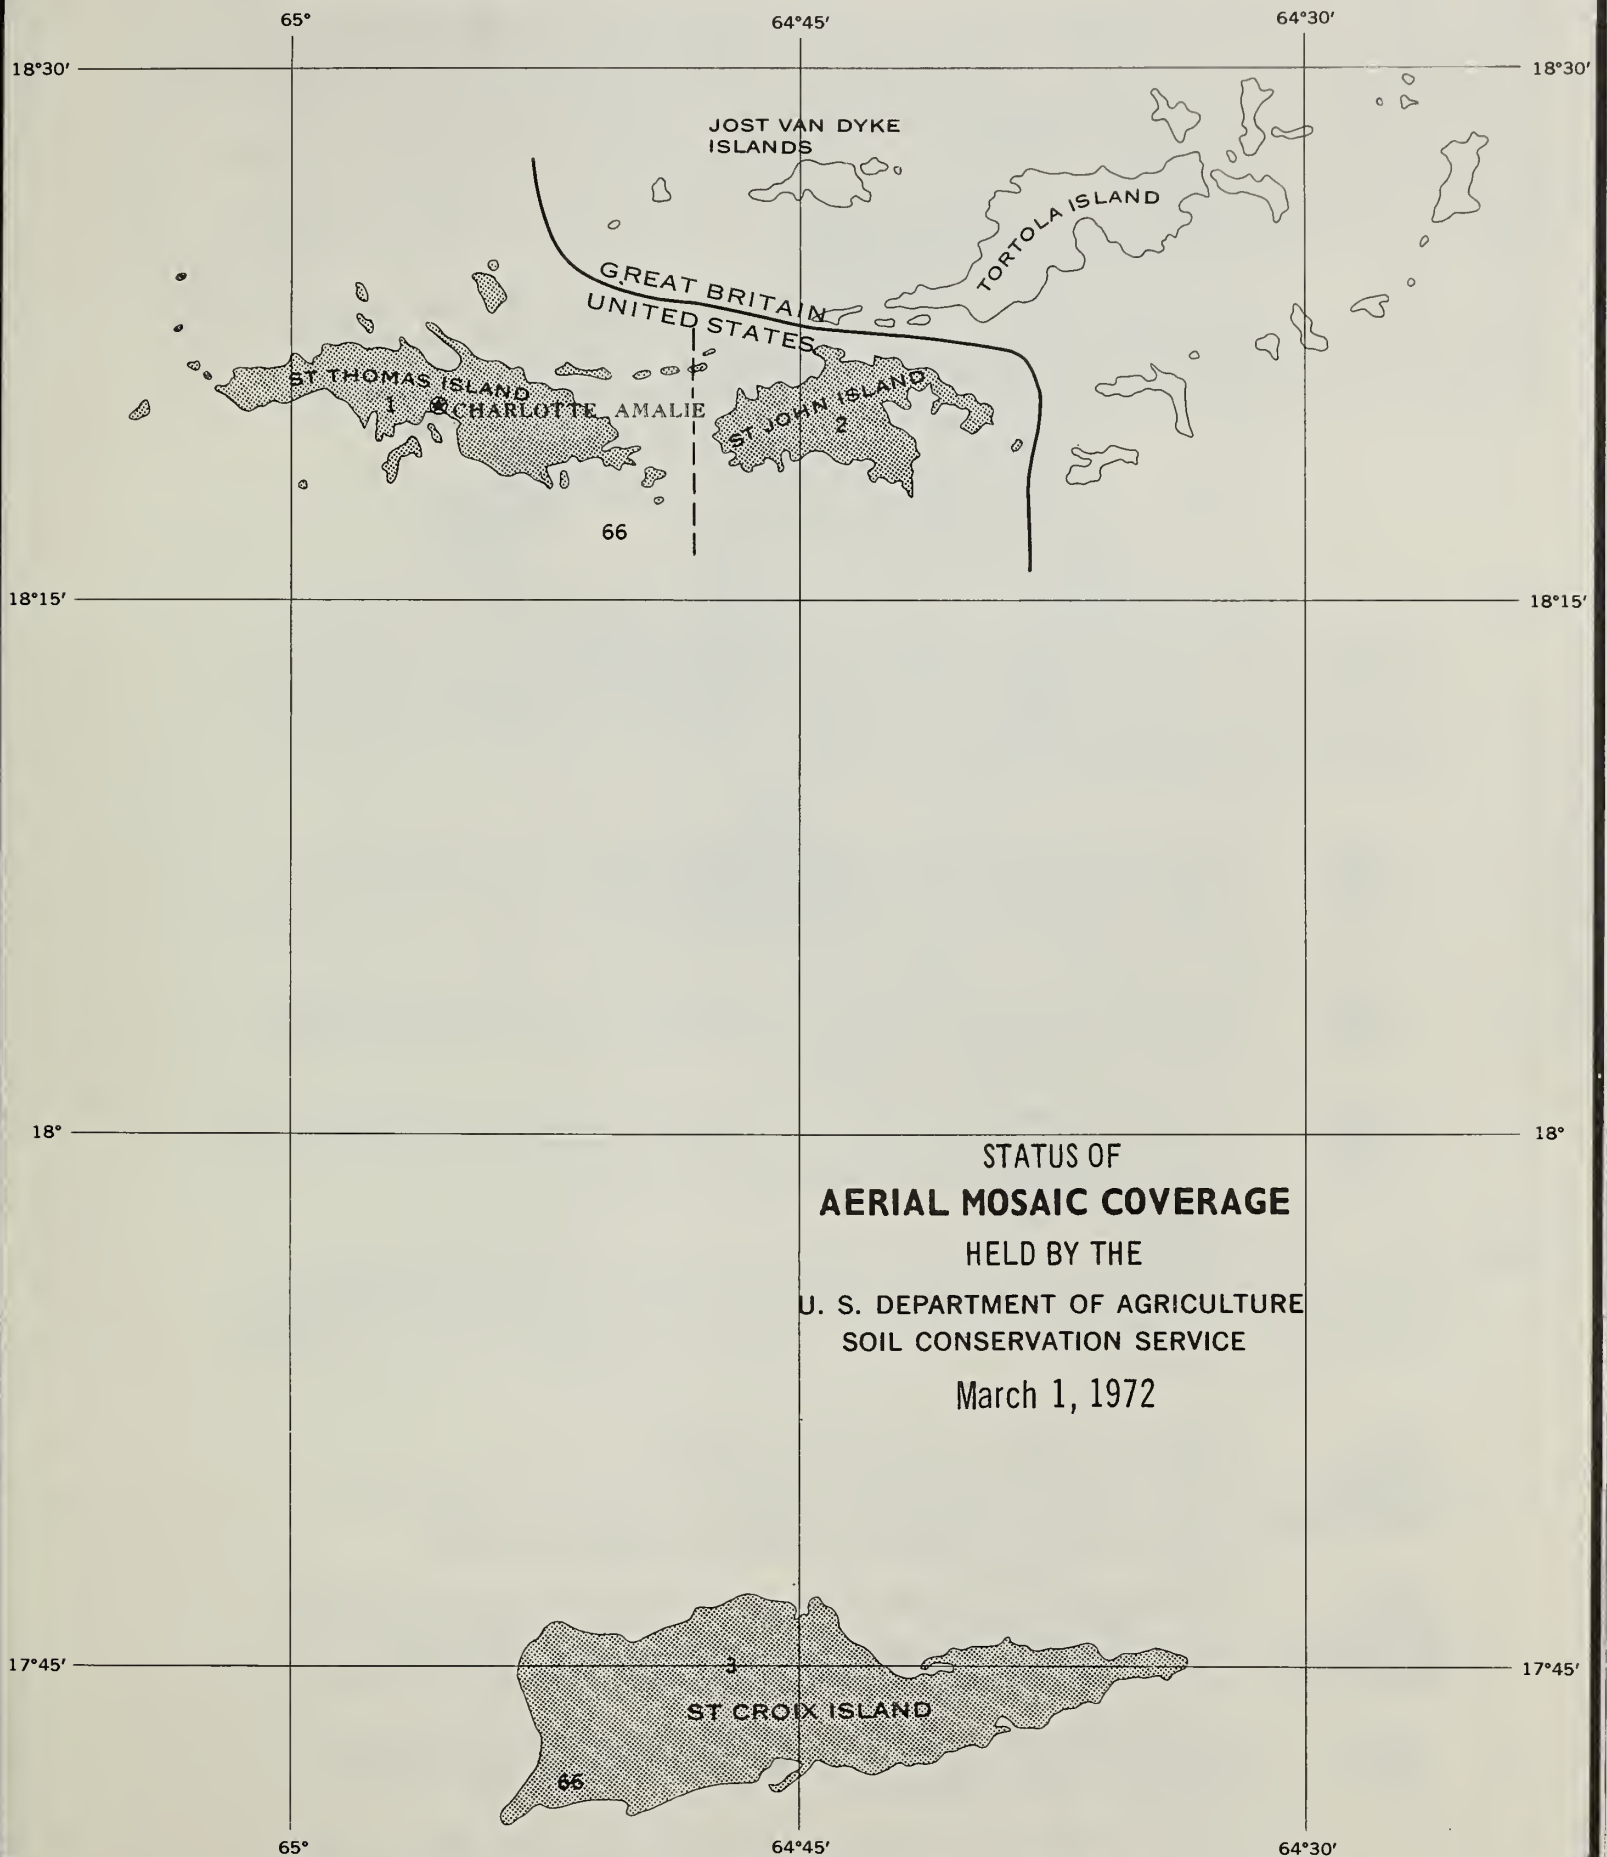 65° 64°45′ 64°30′
18°30′ 18°30′
JOST VAN DYKE
ISLANDS
TORTOLA ISLAND
GREAT BRITAIN
UNITED STATES
ST THOMAS ISLAND
1
CHARLOTTE AMALIE
ST JOHN ISLAND
2
66
18°15′ 18°15′
18° 18°
STATUS OF
AERIAL MOSAIC COVERAGE
HELD BY THE
U. S. DEPARTMENT OF AGRICULTURE
SOIL CONSERVATION SERVICE
March 1, 1972
17°45′ 17°45′
3
ST CROIX ISLAND
66
65° 64°45′ 64°30′